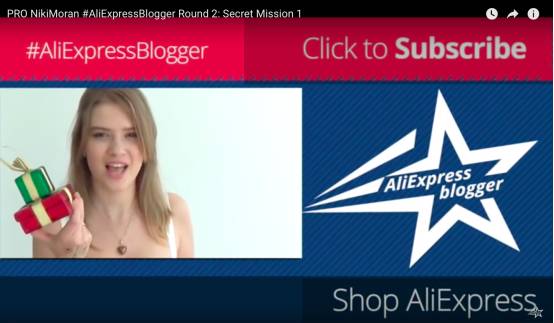 PRO NikiMoran #AliExpressBlogger Round 2: Secret Mission 1
#AliExpressBlogger
Click to Subscribe
AliExpress
blogger
Shop AliExpress